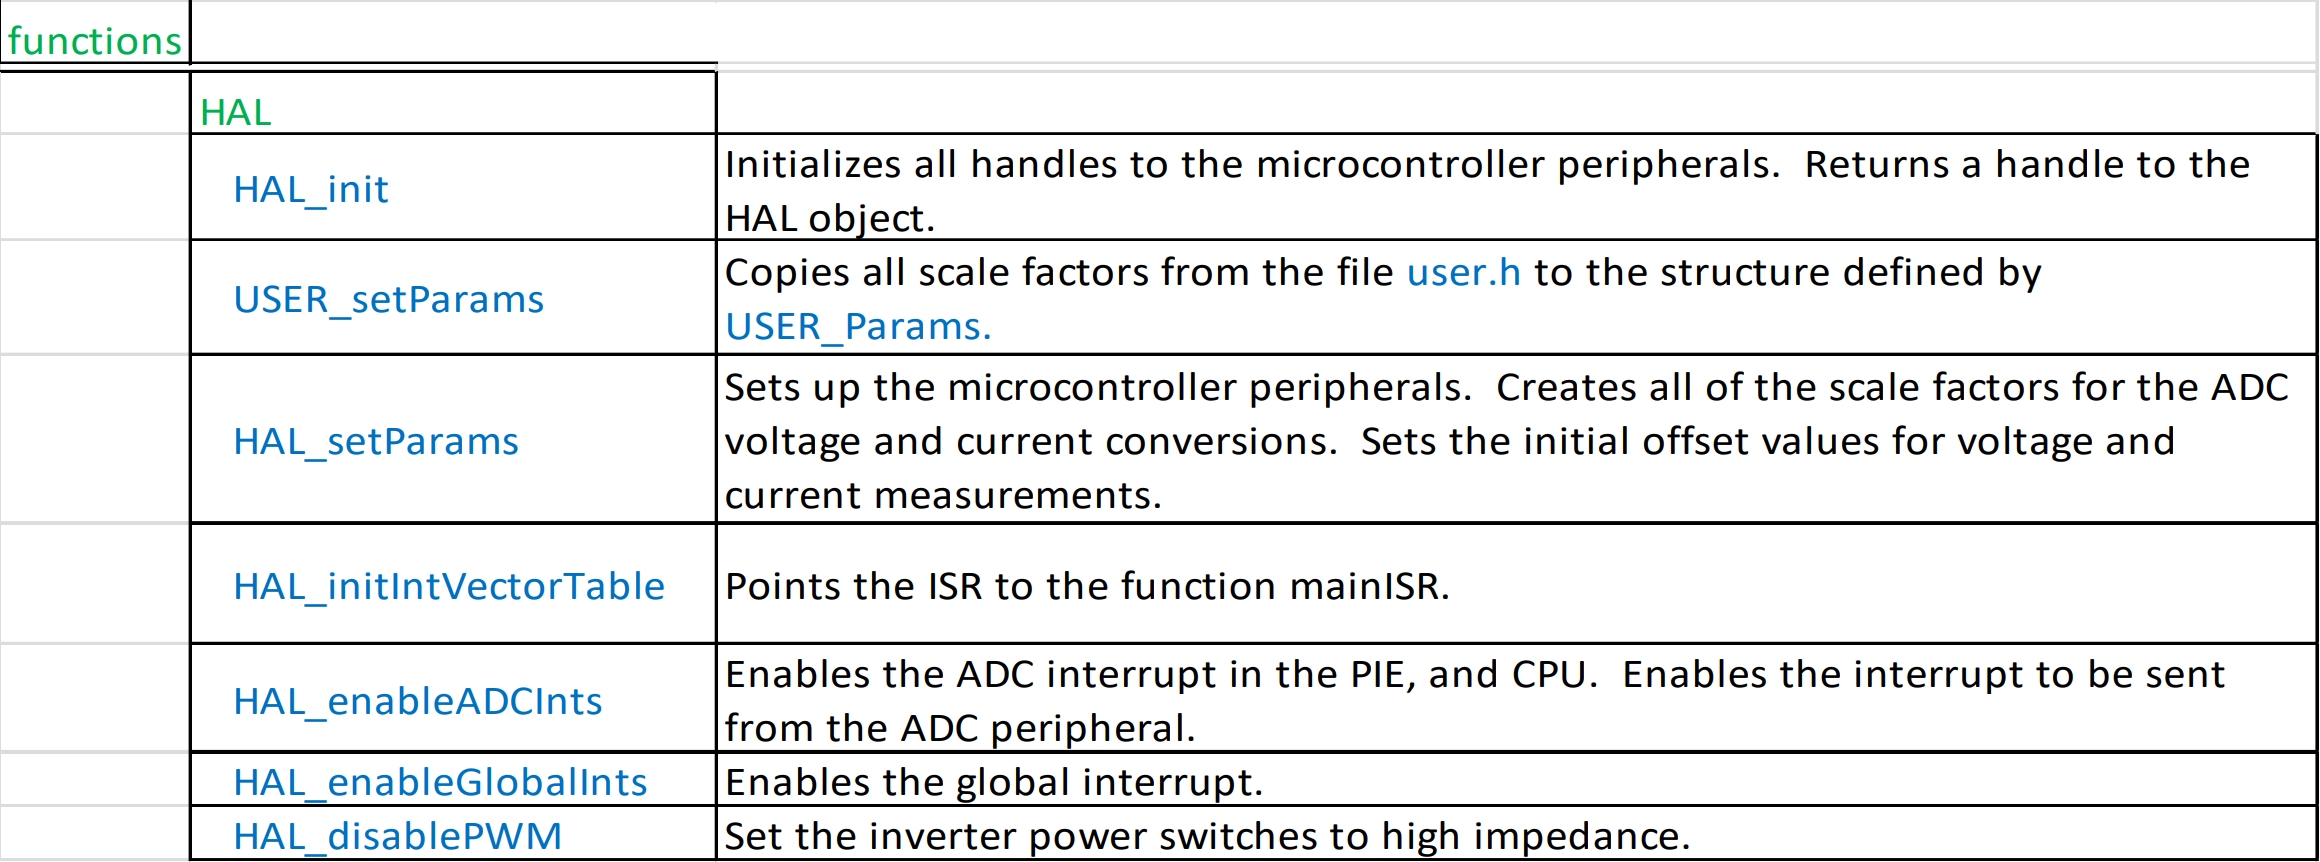 functions
HAL
HAL_init
Initializes all handles to the microcontroller peripherals.  Returns a handle to the
HAL object.
USER_setParams
Copies all scale factors from the file user.h to the structure defined by
USER_Params.
HAL_setParams
Sets up the microcontroller peripherals.  Creates all of the scale factors for the ADC
voltage and current conversions.  Sets the initial offset values for voltage and
current measurements.
HAL_initIntVectorTable
Points the ISR to the function mainISR.
HAL_enableADCInts
Enables the ADC interrupt in the PIE, and CPU.  Enables the interrupt to be sent
from the ADC peripheral.
HAL_enableGlobalInts
Enables the global interrupt.
HAL_disablePWM
Set the inverter power switches to high impedance.